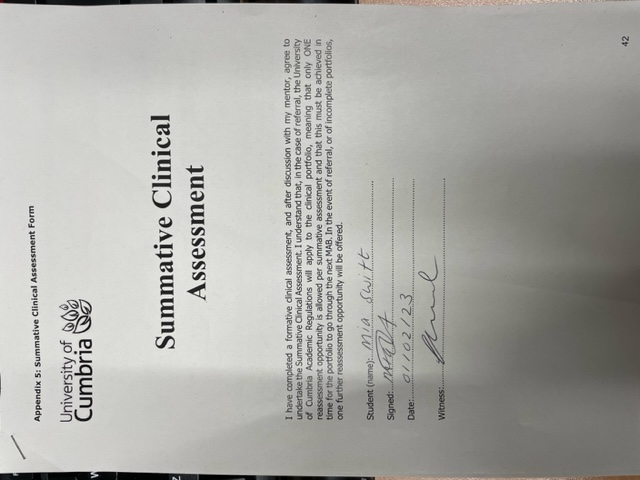 Appendix 5: Summative Clinical Assessment Form
University of
Cumbria
Summative Clinical
Assessment
I have completed a formative clinical assessment, and after discussion with my mentor, agree to
undertake the Summative Clinical Assessment. I understand that, in the case of referral, the University
of Cumbria Academic Regulations will apply to the clinical portfolio, meaning that only ONE
reassessment opportunity is allowed per summative assessment and that this must be achieved in
time for the portfolio to go through the next MAB. In the event of referral, or of incomplete portfolios,
one further reassessment opportunity will be offered.
Student (name): Mia Swift
Signed:
Date: 01/02/23
Witness:
42